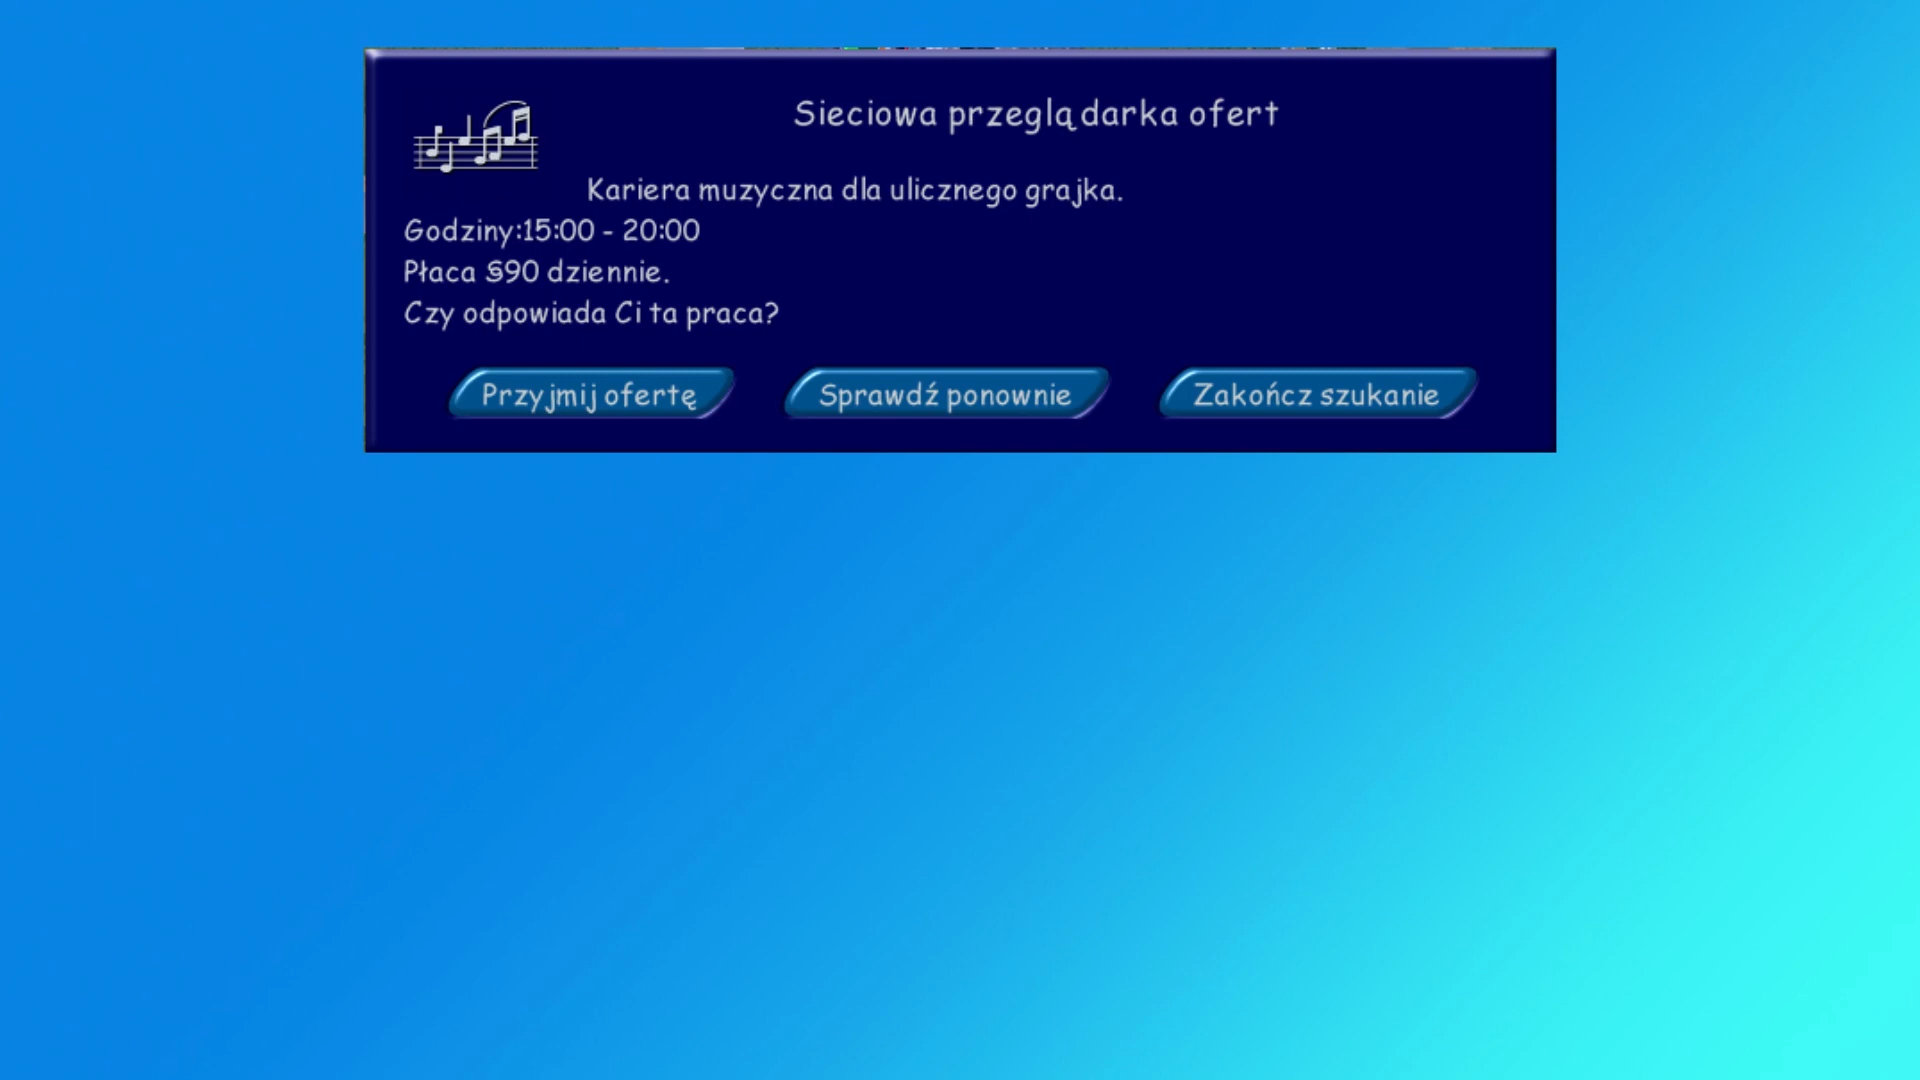 Sieciowa przeglądarka ofert
Kariera muzyczna dla ulicznego grajka.
Godziny:15:00 - 20:00
Płaca §90 dziennie.
Czy odpowiada Ci ta praca?
Przyjmij ofertę
Sprawdź ponownie
Zakończ szukanie